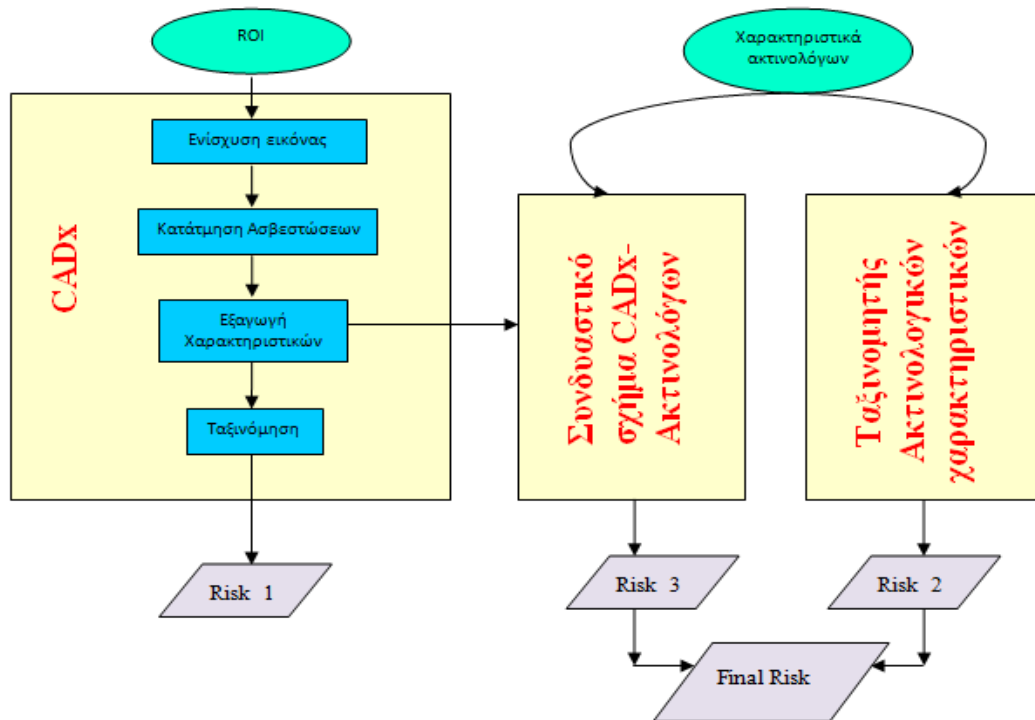 ROI
Χαρακτηριστικά
ακτινολόγων
CADx
Ενίσχυση εικόνας
Κατάτμηση Ασβεστώσεων
Εξαγωγή
Χαρακτηριστικών
Ταξινόμηση
Συνδυαστικό
σχήμα CADx-
Ακτινολόγων
Ταξινομητής
Ακτινολογικών
χαρακτηριστικών
Risk 1
Risk 3
Risk 2
Final Risk